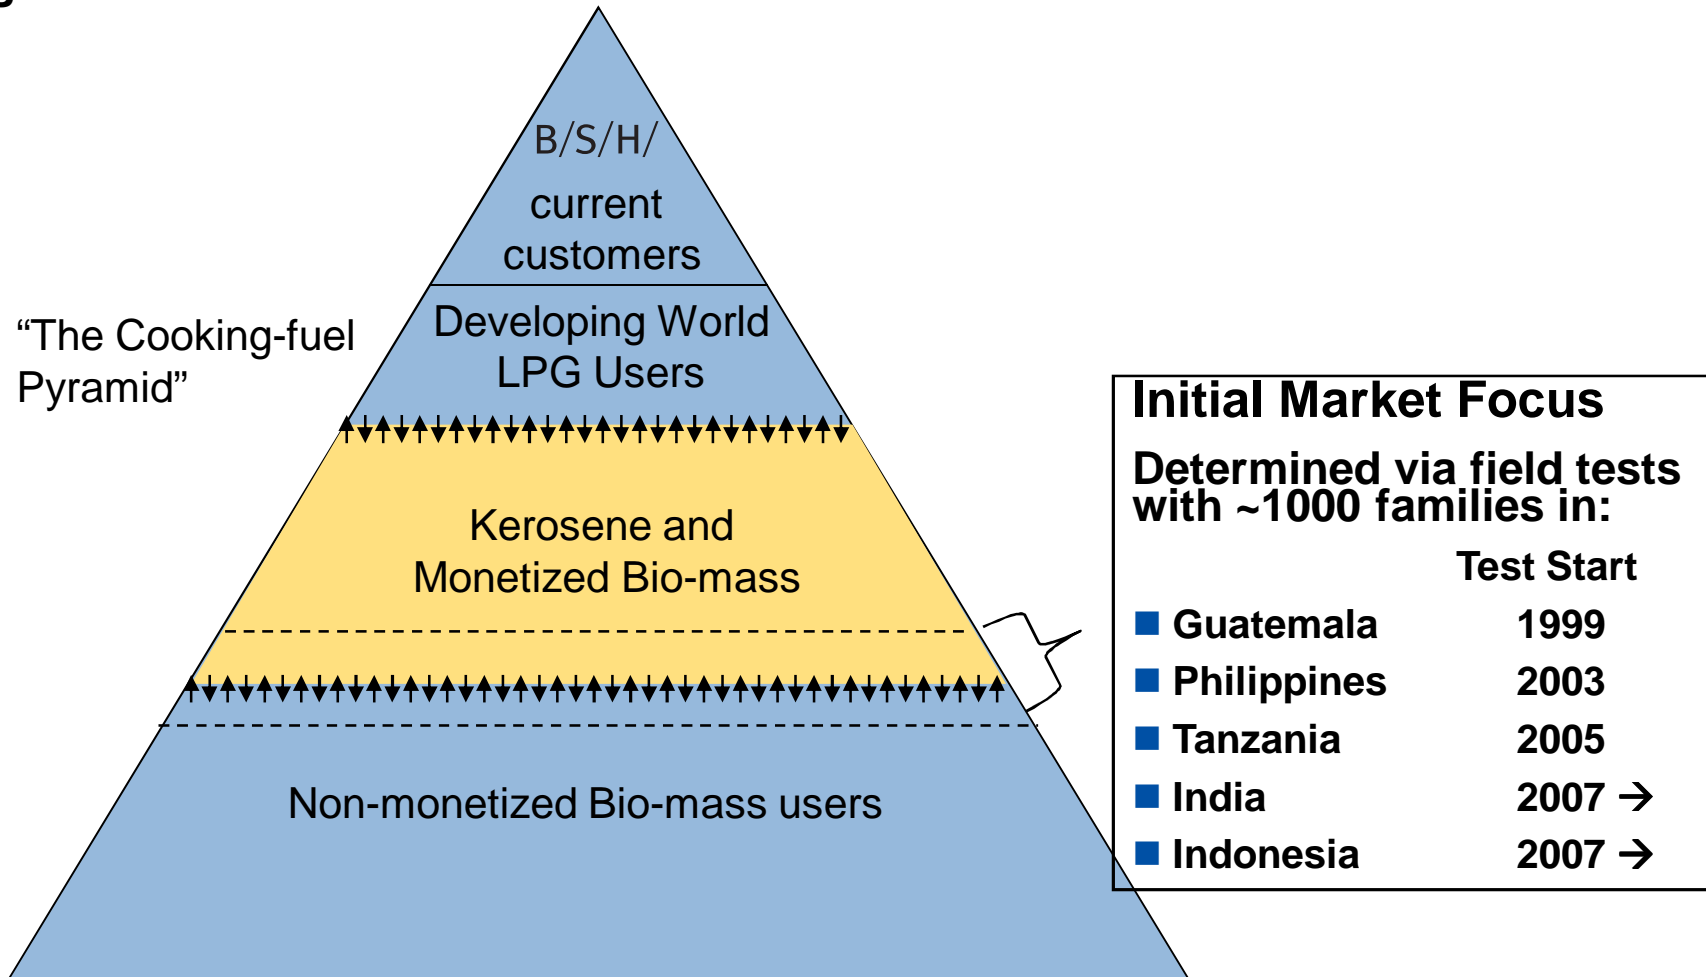 B/S/H/
current
customers
Developing World
LPG Users
“The Cooking-fuel
Pyramid”
Kerosene and
Monetized Bio-mass
Non-monetized Bio-mass users
Initial Market Focus
Determined via field tests
with ~1000 families in:
Test Start
Guatemala 1999
Philippines 2003
Tanzania 2005
India 2007 →
Indonesia 2007 →